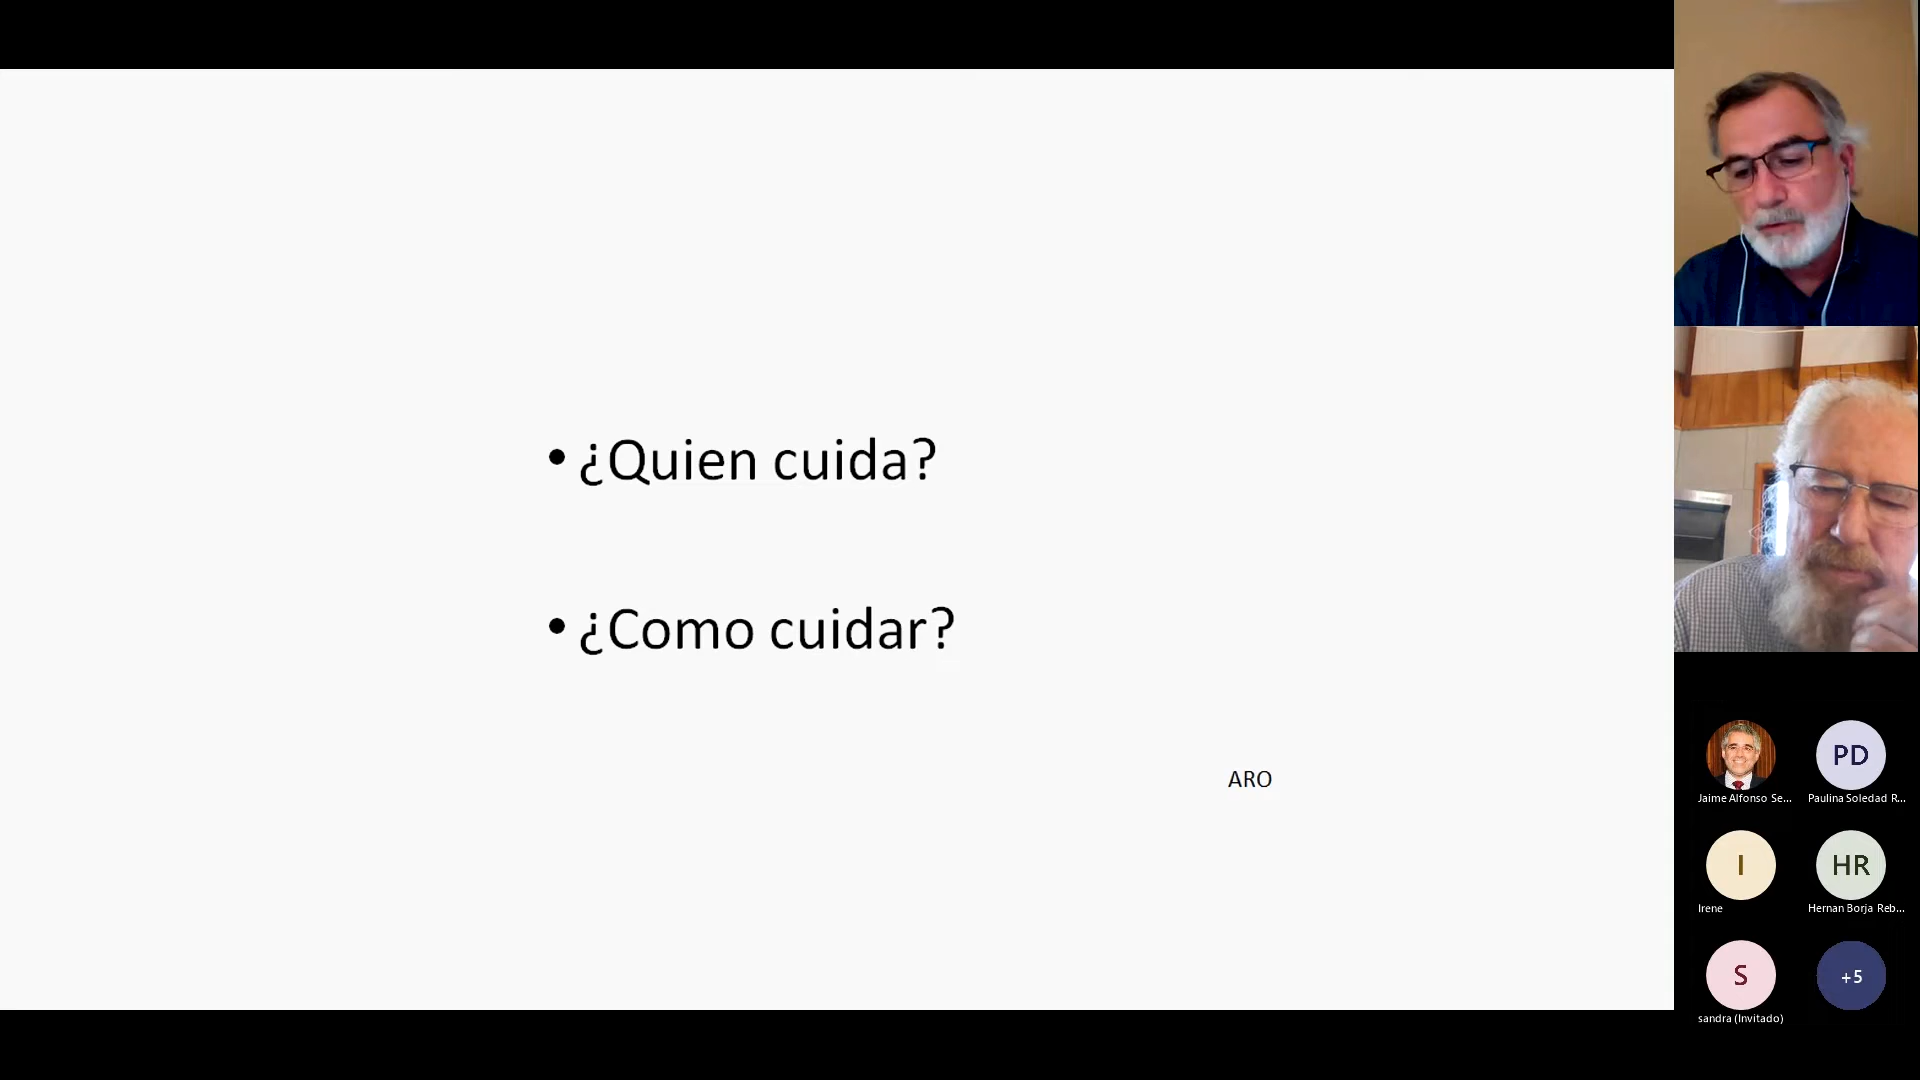 • ¿Quien cuida?
• ¿Como cuidar?
ARO
Jaime Alfonso Se...
PD
Paulina Soledad R...
I
Irene
HR
Hernan Borja Reb...
S
sandra (Invitado)
+5